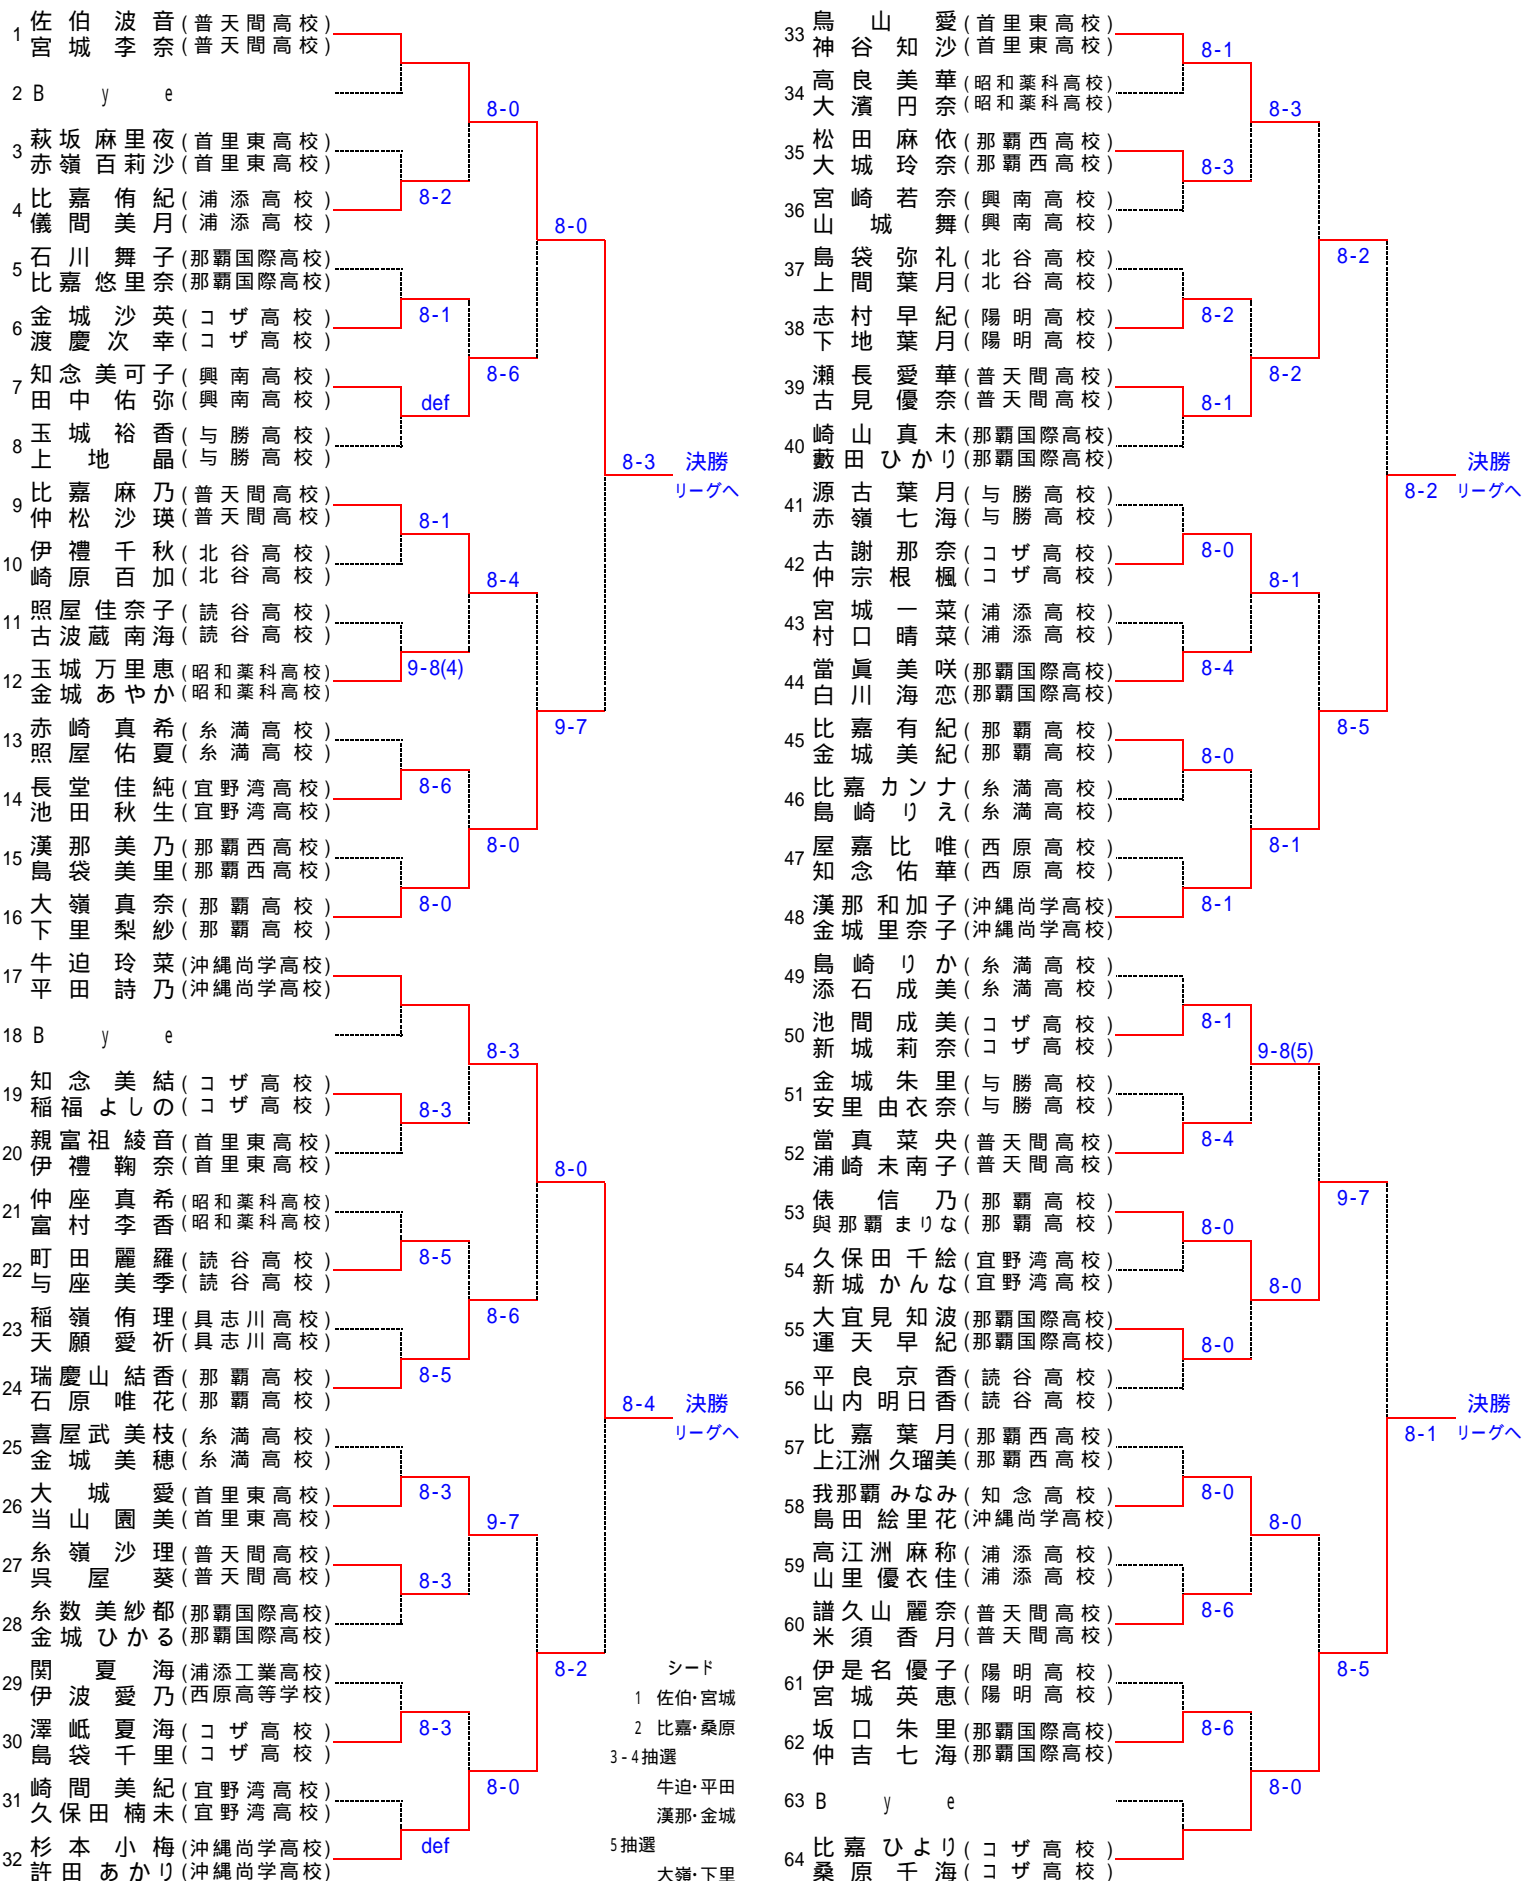 1 佐伯波音(普天間高校)
宮城李奈(普天間高校)
2 Bye
8-0
3 萩坂麻里夜(首里東高校)
赤嶺百莉沙(首里東高校)
4 比嘉侑紀(浦添高校)
儀間美月(浦添高校)
8-2
8-0
5 石川舞子(那覇国際高校)
比嘉悠里奈(那覇国際高校)
6 金城沙英(コザ高校)
渡慶次幸(コザ高校)
8-1
8-6
7 知念美可子(興南高校)
田中佑弥(興南高校)
def
8 玉城裕香(与勝高校)
上地晶(与勝高校)
8-3 決勝
リーグへ
9 比嘉麻乃(普天間高校)
仲松沙瑛(普天間高校)
8-1
10 伊禮千秋(北谷高校)
崎原百加(北谷高校)
8-4
11 照屋佳奈子(読谷高校)
古波蔵南海(読谷高校)
12 玉城万里恵(昭和薬科高校)
金城あやか(昭和薬科高校)
9-8(4)
9-7
13 赤崎真希(糸満高校)
照屋佑夏(糸満高校)
14 長堂佳純(宜野湾高校)
池田秋生(宜野湾高校)
8-6
8-0
15 漢那美乃(那覇西高校)
島袋美里(那覇西高校)
16 大嶺真奈(那覇高校)
下里梨紗(那覇高校)
8-0
17 牛迫玲菜(沖縄尚学高校)
平田詩乃(沖縄尚学高校)
18 Bye
8-3
19 知念美結(コザ高校)
稲福よしの(コザ高校)
8-3
20 親富祖綾音(首里東高校)
伊禮鞠奈(首里東高校)
8-0
21 仲座真希(昭和薬科高校)
富村李香(昭和薬科高校)
22 町田麗羅(読谷高校)
与座美季(読谷高校)
8-5
8-6
23 稲嶺侑理(具志川高校)
天願愛祈(具志川高校)
24 瑞慶山結香(那覇高校)
石原唯花(那覇高校)
8-5
8-4 決勝
リーグへ
25 喜屋武美枝(糸満高校)
金城美穂(糸満高校)
26 大城愛(首里東高校)
当山園美(首里東高校)
8-3
9-7
27 糸嶺沙理(普天間高校)
呉屋葵(普天間高校)
8-3
28 糸数美紗都(那覇国際高校)
金城ひかる(那覇国際高校)
8-2
29 関夏海(浦添工業高校)
伊波愛乃(西原高等学校)
30 澤岻夏海(コザ高校)
島袋千里(コザ高校)
8-3
8-0
31 崎間美紀(宜野湾高校)
久保田楠未(宜野湾高校)
32 杉本小梅(沖縄尚学高校)
許田あかり(沖縄尚学高校)
def
シード
1 佐伯・宮城
2 比嘉・桑原
3-4抽選
牛迫・平田
漢那・金城
5抽選
大嶺・下里
33 鳥山愛(首里東高校)
神谷知沙(首里東高校)
8-1
34 高良美華(昭和薬科高校)
大濱円奈(昭和薬科高校)
8-3
35 松田麻依(那覇西高校)
大城玲奈(那覇西高校)
8-3
36 宮崎若奈(興南高校)
山城舞(興南高校)
8-2
37 島袋弥礼(北谷高校)
上間葉月(北谷高校)
38 志村早紀(陽明高校)
下地葉月(陽明高校)
8-2
8-2
39 瀬長愛華(普天間高校)
古見優奈(普天間高校)
8-1
40 崎山真未(那覇国際高校)
藪田ひかり(那覇国際高校)
決勝
8-2 リーグへ
41 源古葉月(与勝高校)
赤嶺七海(与勝高校)
42 古謝那奈(コザ高校)
仲宗根楓(コザ高校)
8-0
8-1
43 宮城一菜(浦添高校)
村口晴菜(浦添高校)
44 當眞美咲(那覇国際高校)
白川海恋(那覇国際高校)
8-4
8-5
45 比嘉有紀(那覇高校)
金城美紀(那覇高校)
8-0
46 比嘉カンナ(糸満高校)
島崎りえ(糸満高校)
8-1
47 屋嘉比唯(西原高校)
知念佑華(西原高校)
48 漢那和加子(沖縄尚学高校)
金城里奈子(沖縄尚学高校)
8-1
49 島崎りか(糸満高校)
添石成美(糸満高校)
50 池間成美(コザ高校)
新城莉奈(コザ高校)
8-1
9-8(5)
51 金城朱里(与勝高校)
安里由衣奈(与勝高校)
52 當真菜央(普天間高校)
浦崎未南子(普天間高校)
8-4
9-7
53 俵信乃(那覇高校)
與那覇まりな(那覇高校)
8-0
54 久保田千絵(宜野湾高校)
新城かんな(宜野湾高校)
8-0
55 大宜見知波(那覇国際高校)
運天早紀(那覇国際高校)
8-0
56 平良京香(読谷高校)
山内明日香(読谷高校)
決勝
8-1 リーグへ
57 比嘉葉月(那覇西高校)
上江洲久瑠美(那覇西高校)
58 我那覇みなみ(知念高校)
島田絵里花(沖縄尚学高校)
8-0
8-0
59 高江洲麻称(浦添高校)
山里優衣佳(浦添高校)
60 譜久山麗奈(普天間高校)
米須香月(普天間高校)
8-6
8-5
61 伊是名優子(陽明高校)
宮城英恵(陽明高校)
62 坂口朱里(那覇国際高校)
仲吉七海(那覇国際高校)
8-6
8-0
63 Bye
64 比嘉ひより(コザ高校)
桑原千海(コザ高校)